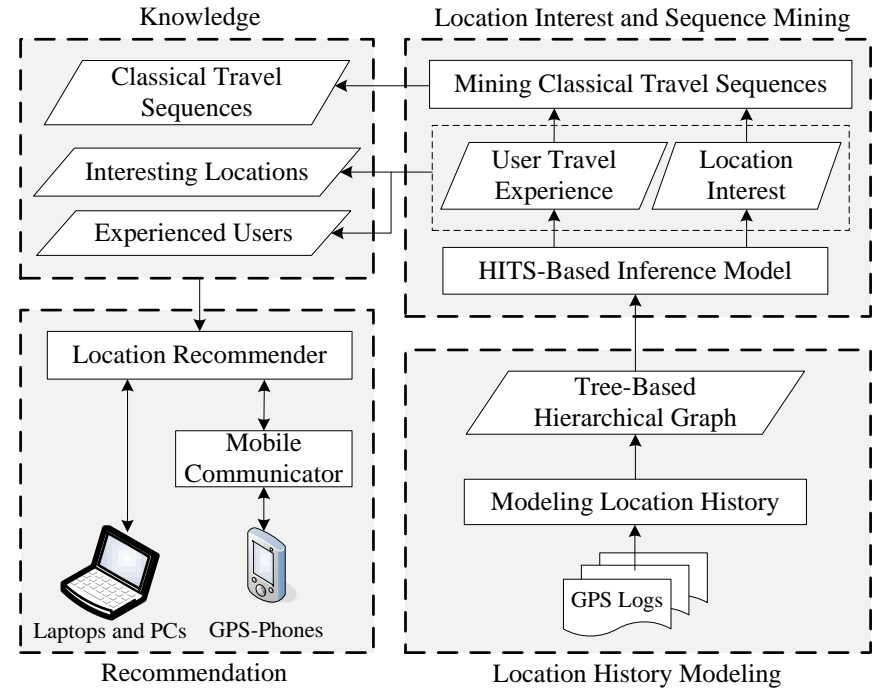 Knowledge
Classical Travel
Sequences
Interesting Locations
Experienced Users
Location Interest and Sequence Mining
Mining Classical Travel Sequences
User Travel
Experience
Location
Interest
HITS-Based Inference Model
Location Recommender
Mobile
Communicator
Laptops and PCs
GPS-Phones
Recommendation
Tree-Based
Hierarchical Graph
Modeling Location History
GPS Logs
Location History Modeling